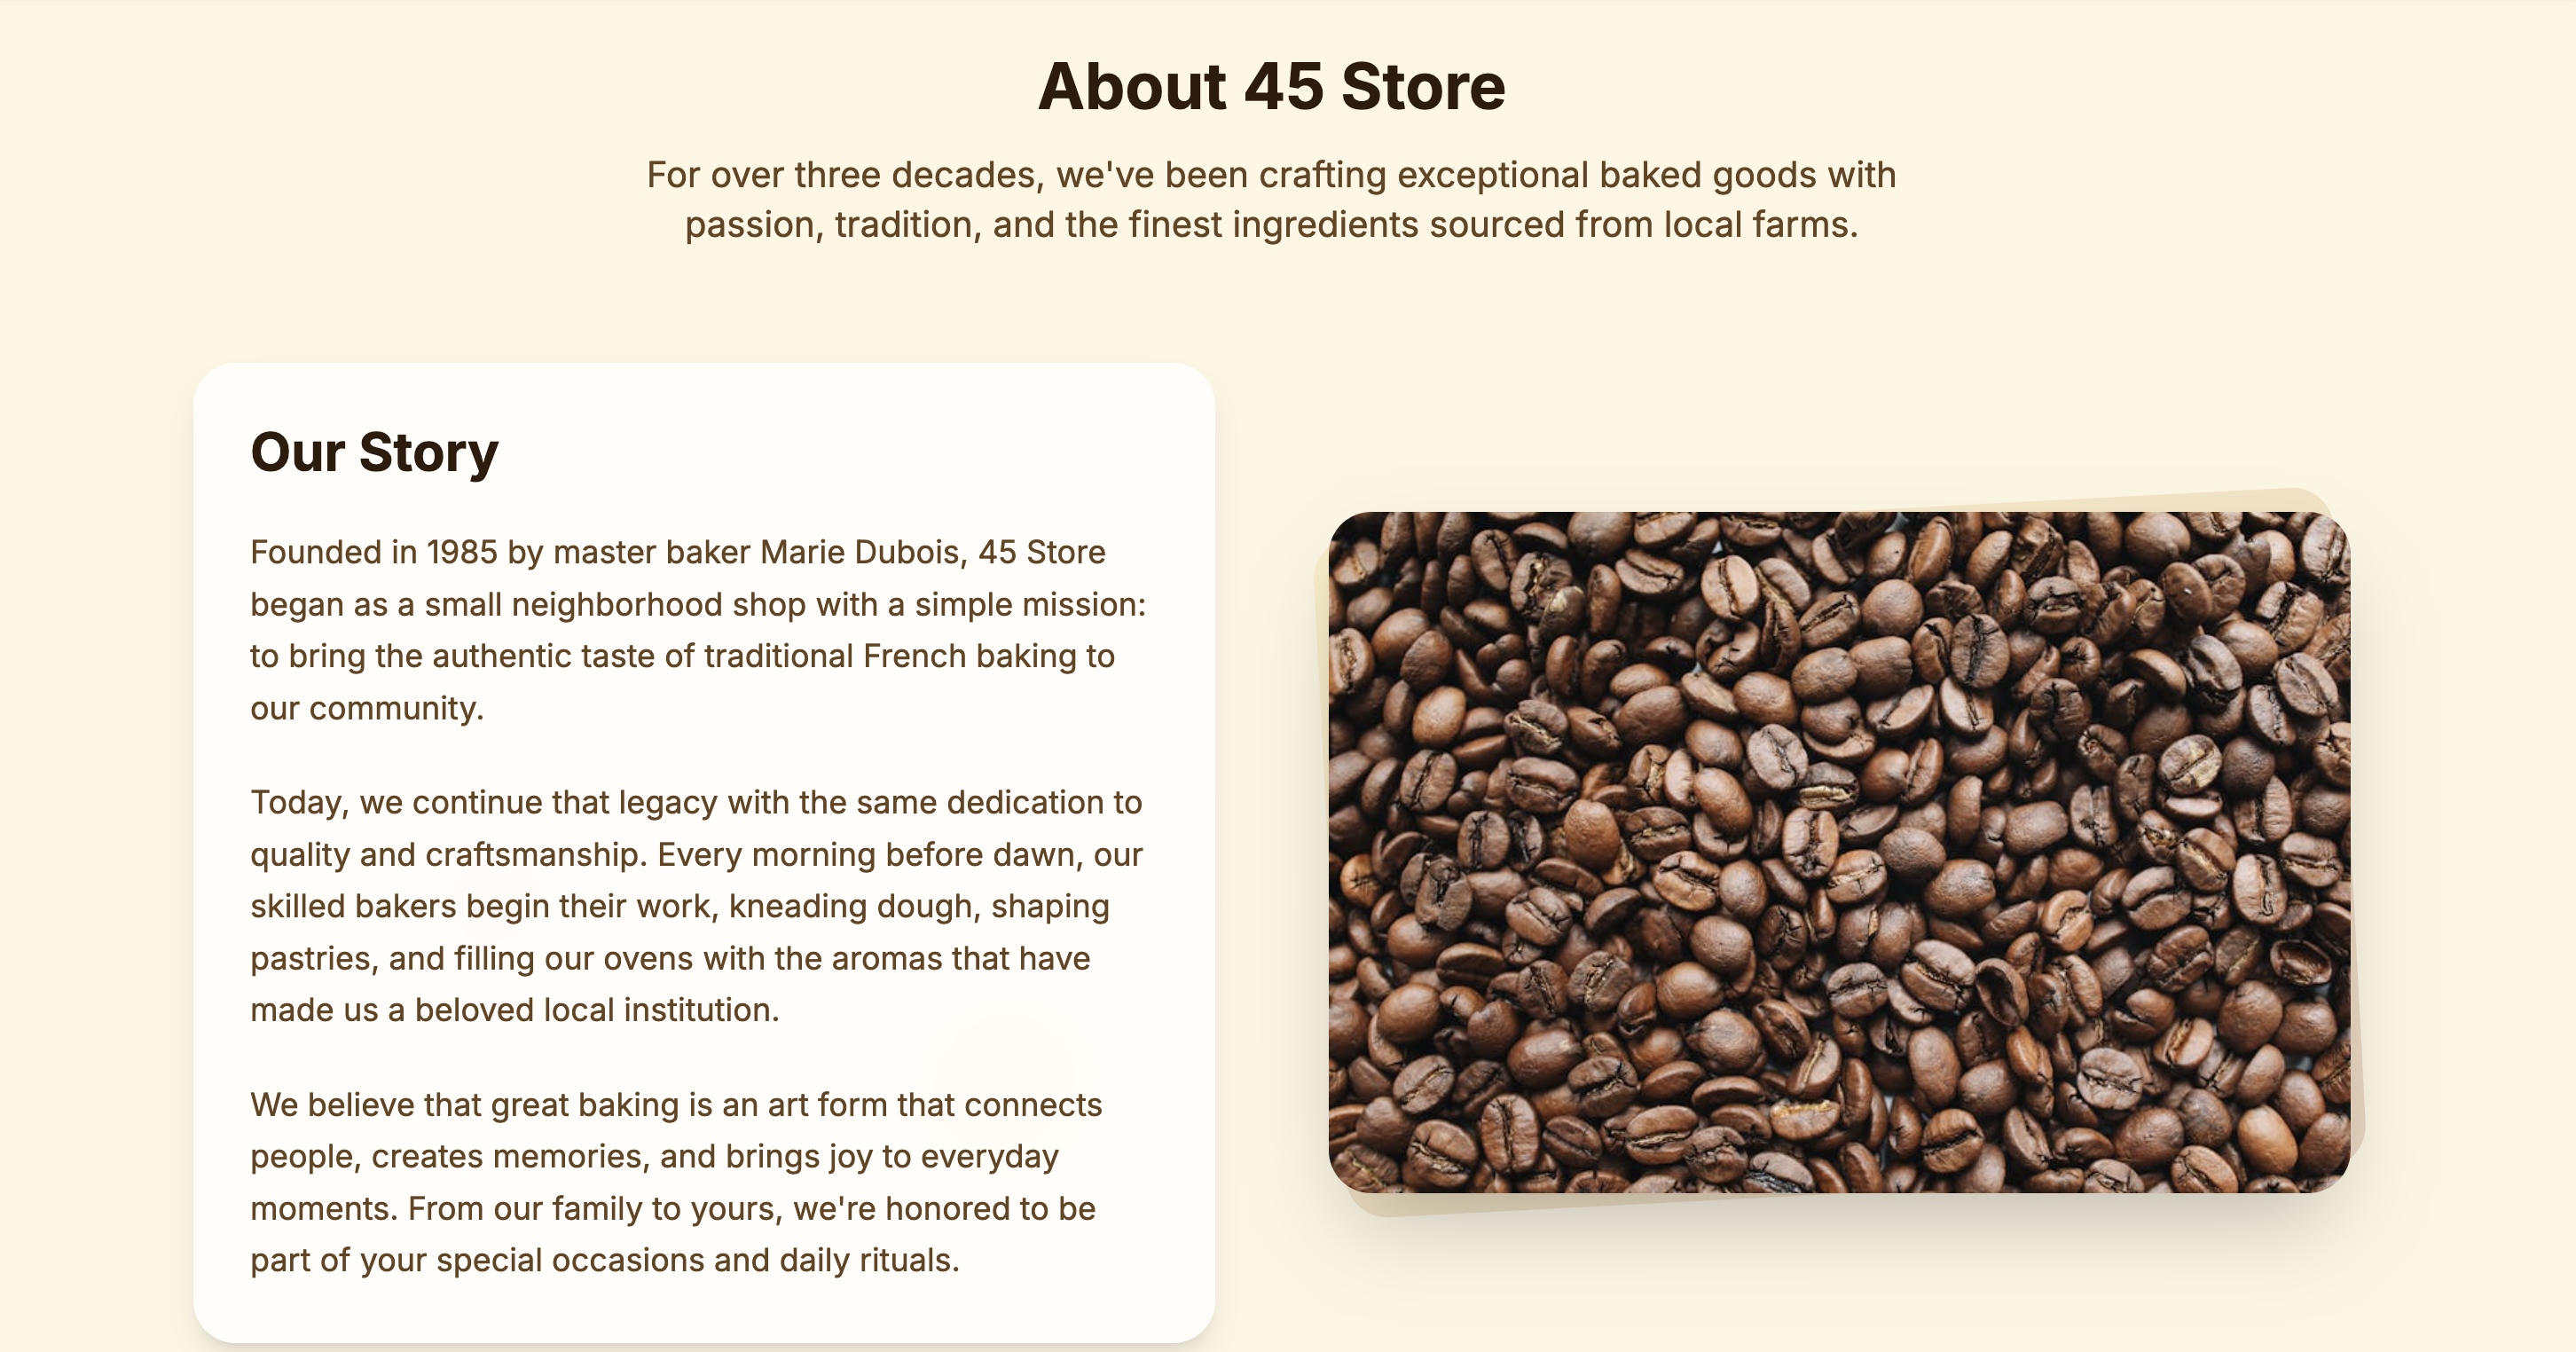 About 45 Store
For over three decades, we've been crafting exceptional baked goods with
passion, tradition, and the finest ingredients sourced from local farms.
Our Story
Founded in 1985 by master baker Marie Dubois, 45 Store
began as a small neighborhood shop with a simple mission:
to bring the authentic taste of traditional French baking to
our community.
Today, we continue that legacy with the same dedication to
quality and craftsmanship. Every morning before dawn, our
skilled bakers begin their work, kneading dough, shaping
pastries, and filling our ovens with the aromas that have
made us a beloved local institution.
We believe that great baking is an art form that connects
people, creates memories, and brings joy to everyday
moments. From our family to yours, we're honored to be
part of your special occasions and daily rituals.